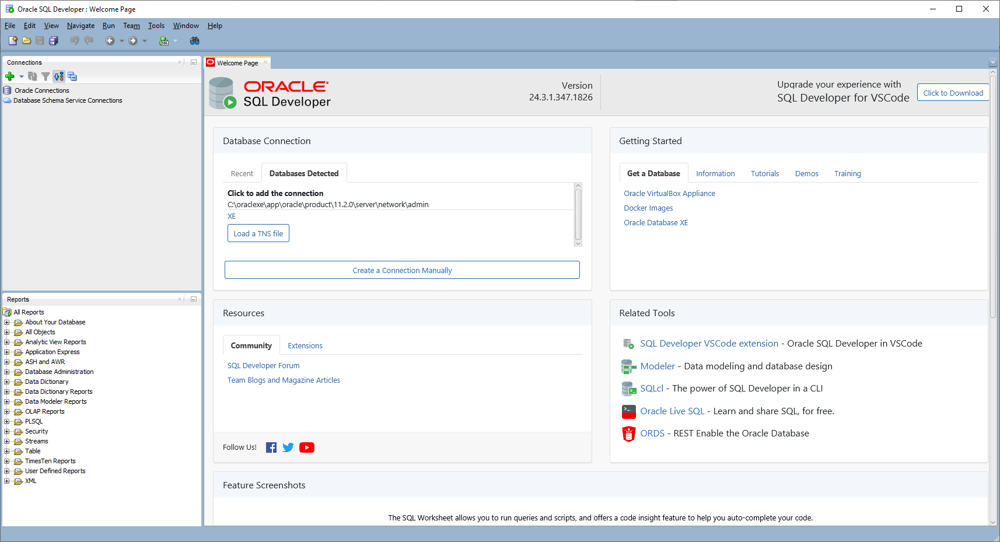 Oracle SQL Developer : Welcome Page
File Edit View Navigate Run Team Tools Window Help
SQL
Connections
Oracle Connections
Database Schema Service Connections
Reports
All Reports
About Your Database
All Objects
Analytic View Reports
Application Express
ASH and AWR
Database Administration
Data Dictionary
Data Dictionary Reports
Data Modeler Reports
OLAP Reports
PLSQL
Security
Streams
Table
TimesTen Reports
User Defined Reports
XML
Welcome Page
ORACLE
SQL Developer
Version
24.3.1.347.1826
Upgrade your experience with
SQL Developer for VSCode
Click to Download
Database Connection
Recent Databases Detected
Click to add the connection
C:\oraclexe\app\oracle\product\11.2.0\server\network\admin
XE
Load a TNS file
Create a Connection Manually
Getting Started
Get a Database Information Tutorials Demos Training
Oracle VirtualBox Appliance
Docker Images
Oracle Database XE
Resources
Community Extensions
SQL Developer Forum
Team Blogs and Magazine Articles
Follow Us!
Related Tools
SQL Developer VSCode extension - Oracle SQL Developer in VSCode
Modeler - Data modeling and database design
SQLcl - The power of SQL Developer in a CLI
Oracle Live SQL - Learn and share SQL, for free.
ORDS - REST Enable the Oracle Database
Feature Screenshots
The SQL Worksheet allows you to run queries and scripts, and offers a code insight feature to help you auto-complete your code.